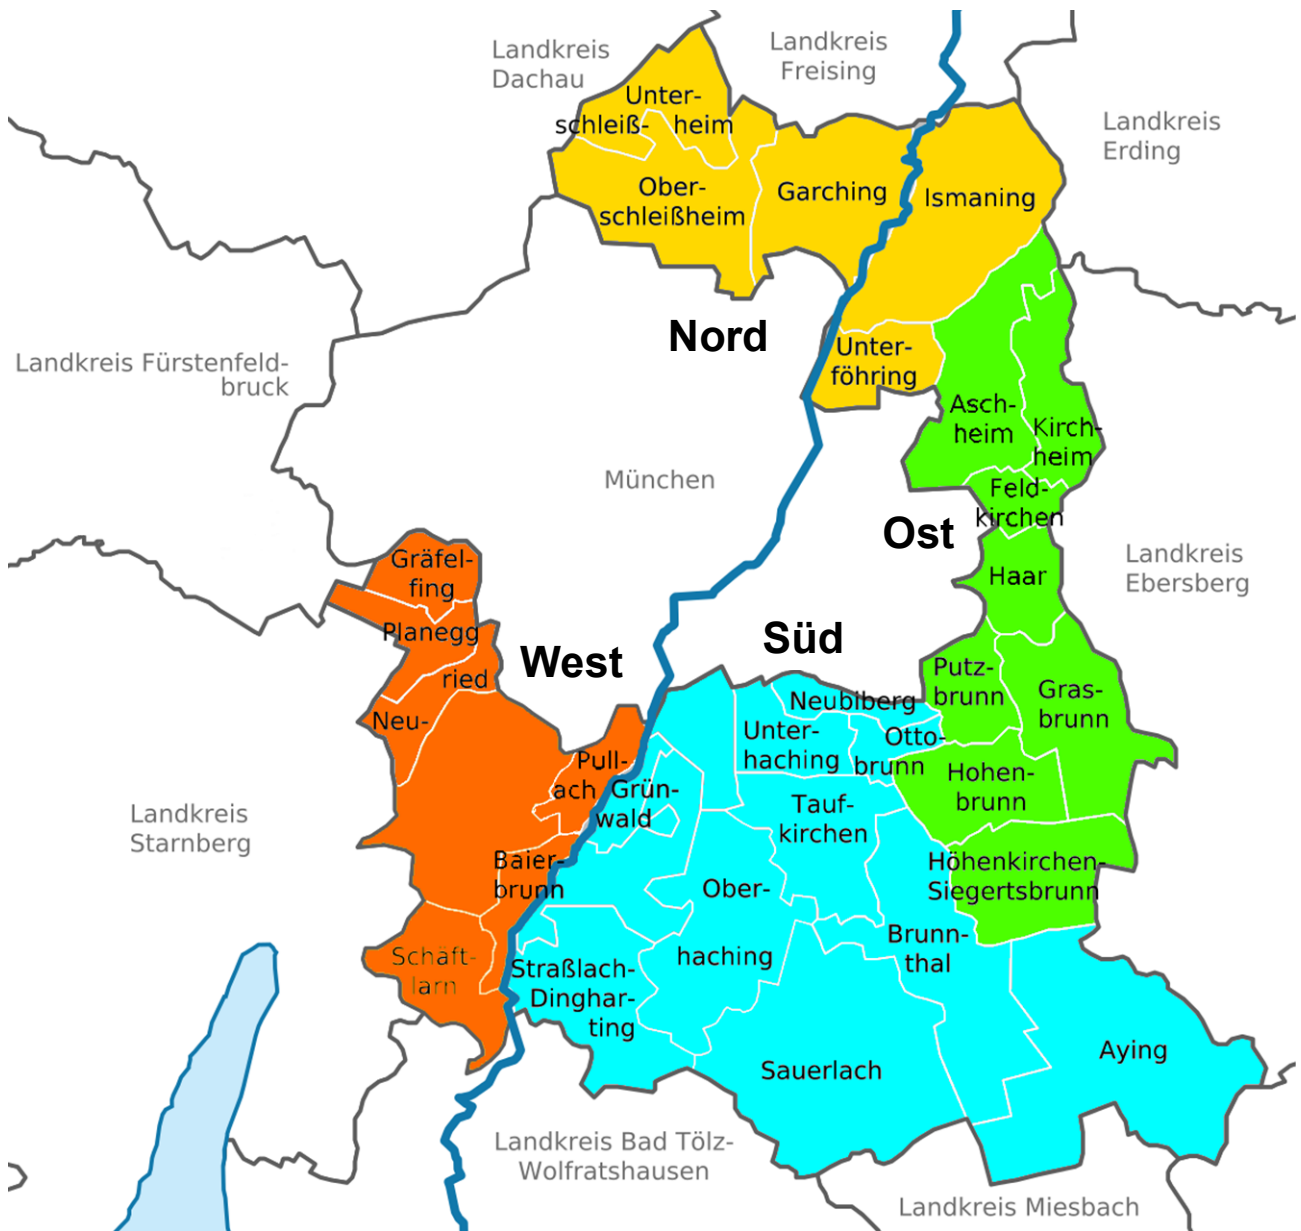 Landkreis
Dachau
Landkreis
Freising
Landkreis
Erding
Unter-
schleiß- heim
Ober-
schleißheim
Garching
Ismaning
Nord
Unter-
föhring
Landkreis Fürstenfeld-
bruck
Asch-
heim
Kirch-
heim
München
Feld-
kirchen
Ost
Haar
Landkreis
Ebersberg
Gräfel-
fing
Planegg
ried
Neu-
West
Süd
Putz-
brunn
Gras-
brunn
Neubiberg
Unter-
haching
Otto-
brunn
Hohen-
brunn
Pull-
ach
Grün-
wald
Tauf-
kirchen
Landkreis
Starnberg
Baier-
brunn
Ober-
haching
Höhenkirchen-
Siegertsbrunn
Brunn-
thal
Schäft-
larn
Straßlach-
Dinghar-
ting
Sauerlach
Aying
Landkreis Bad Tölz-
Wolfratshausen
Landkreis Miesbach